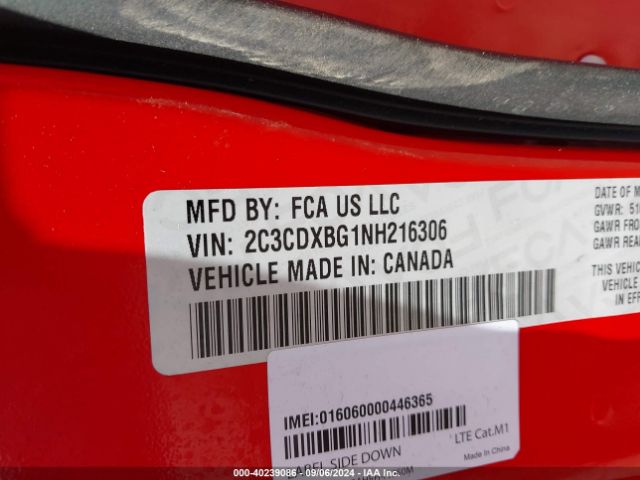 MFD BY: FCA US LLC
VIN: 2C3CDXBG1NH216306
VEHICLE MADE IN: CANADA
DATE OF M
GVWR: 51
GAWR FRO
GAWR REA
THIS VEHIC
VEHICLE
IN EFF
IMEI:016060000446365
LTE Cat.M1
SIDE DOWN
Made In China
.COM
© - 40239086 - 09/06/2024 - IAA, Inc.